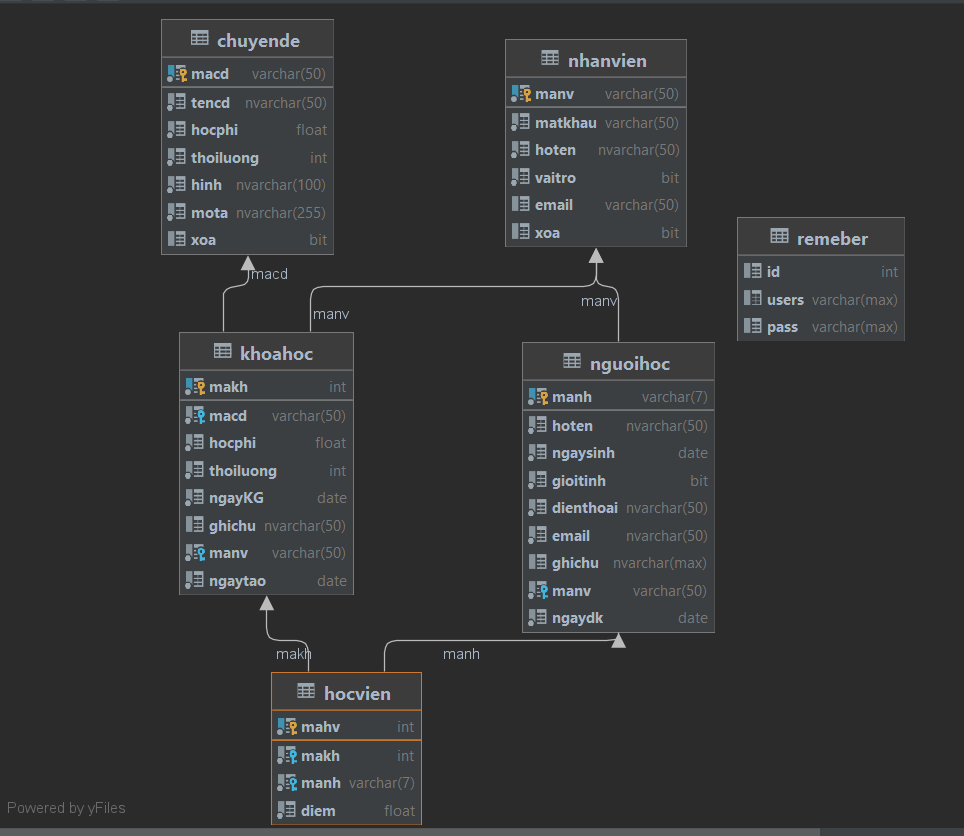 chuyende
macd varchar(50)
tencd nvarchar(50)
hocphi float
thoiluong int
hinh nvarchar(100)
mota nvarchar(255)
xoa bit
nhanvien
manv varchar(50)
matkhau varchar(50)
hoten nvarchar(50)
vaitro bit
email varchar(50)
xoa bit
remeber
id int
users varchar(max)
pass varchar(max)
macd
manv
manv
khoahoc
makh int
macd varchar(50)
hocphi float
thoiluong int
ngayKG date
ghichu nvarchar(50)
manv varchar(50)
ngaytao date
nguoihoc
manh varchar(7)
hoten nvarchar(50)
ngaysinh date
gioitinh bit
dienthoai nvarchar(50)
email nvarchar(50)
ghichu nvarchar(max)
manv varchar(50)
ngaydk date
makh
manh
hocvien
mahv int
makh int
manh varchar(7)
diem float
Powered by yFiles